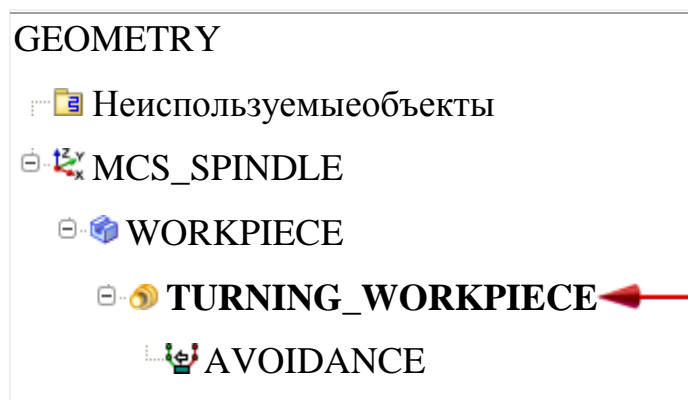 GEOMETRY
Неиспользуемыеобъекты
MCS_SPINDLE
WORKPIECE
TURNING_WORKPIECE
AVOIDANCE